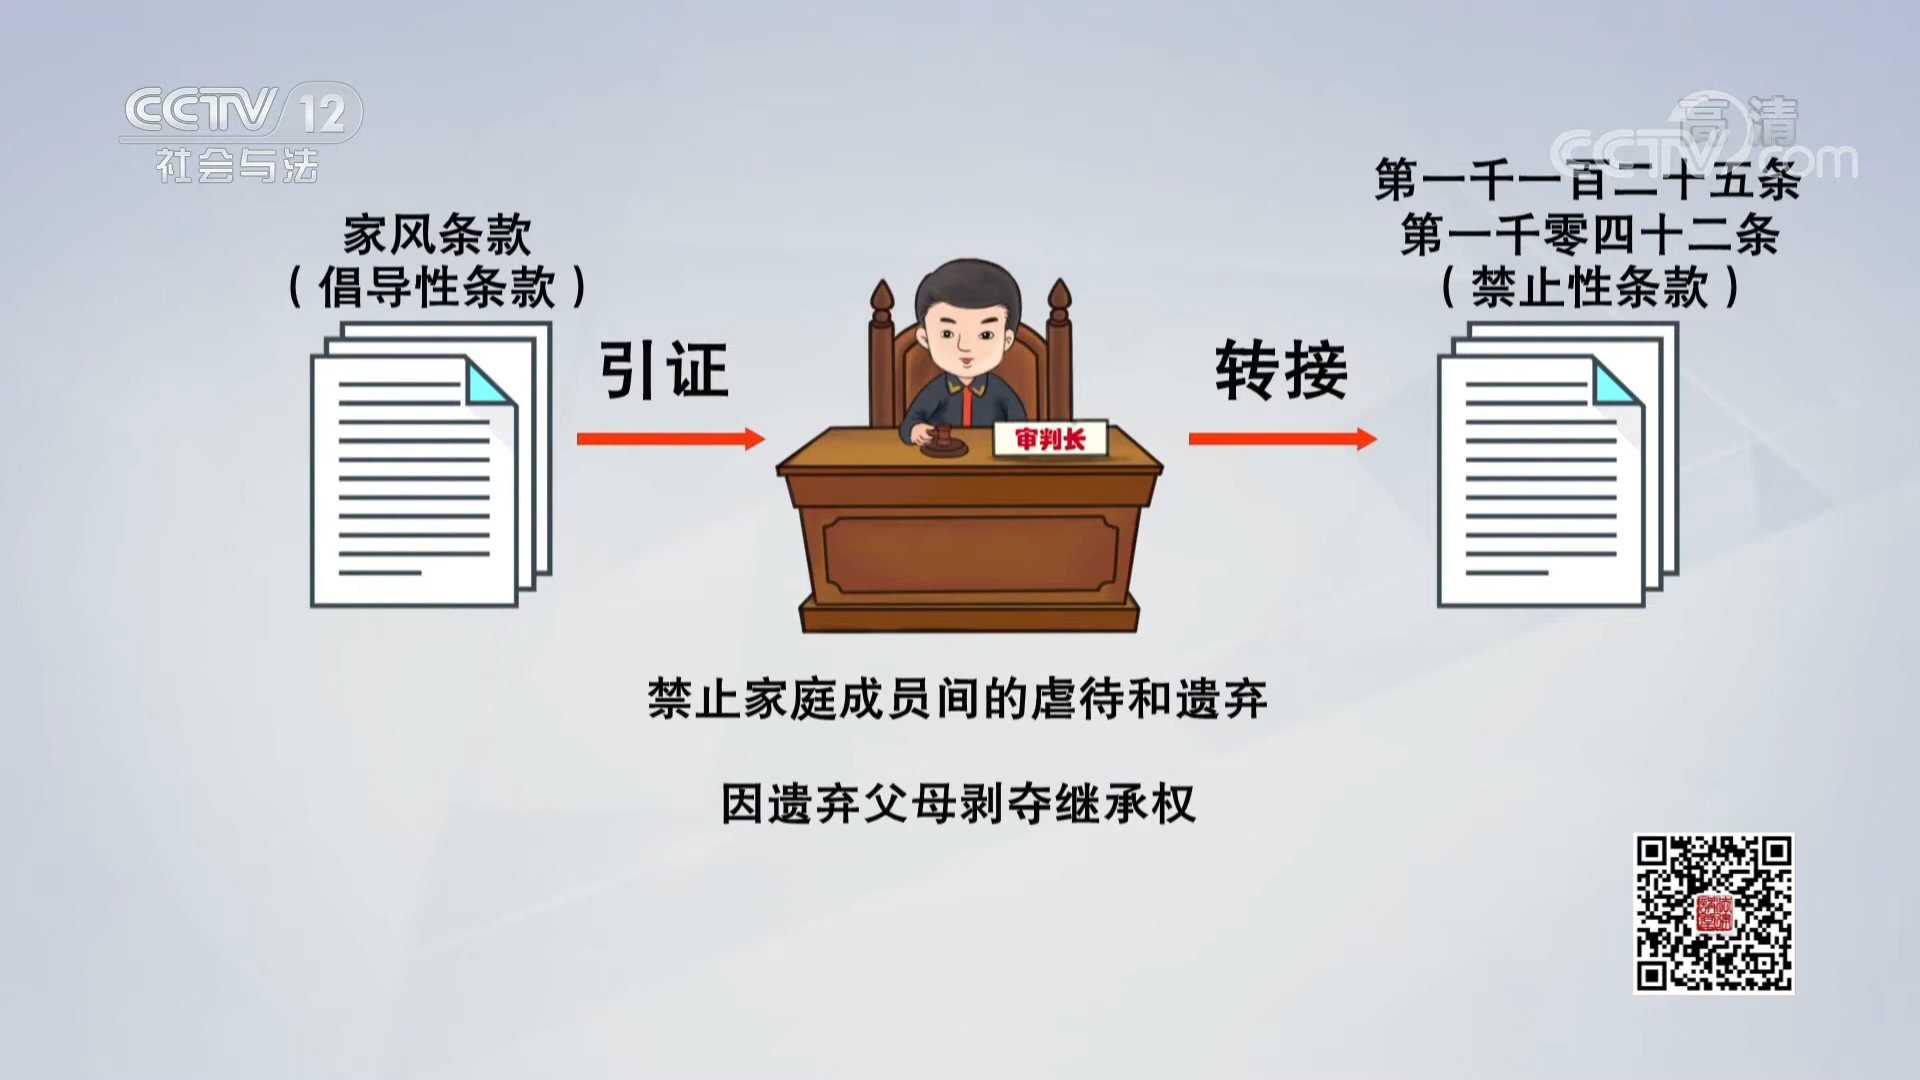 CCTV 12
社会与法
高清
CCTV.com
第一千一百二十五条
第一千零四十二条
（禁止性条款）
家风条款
（倡导性条款）
引证
转接
审判长
禁止家庭成员间的虐待和遗弃
因遗弃父母剥夺继承权